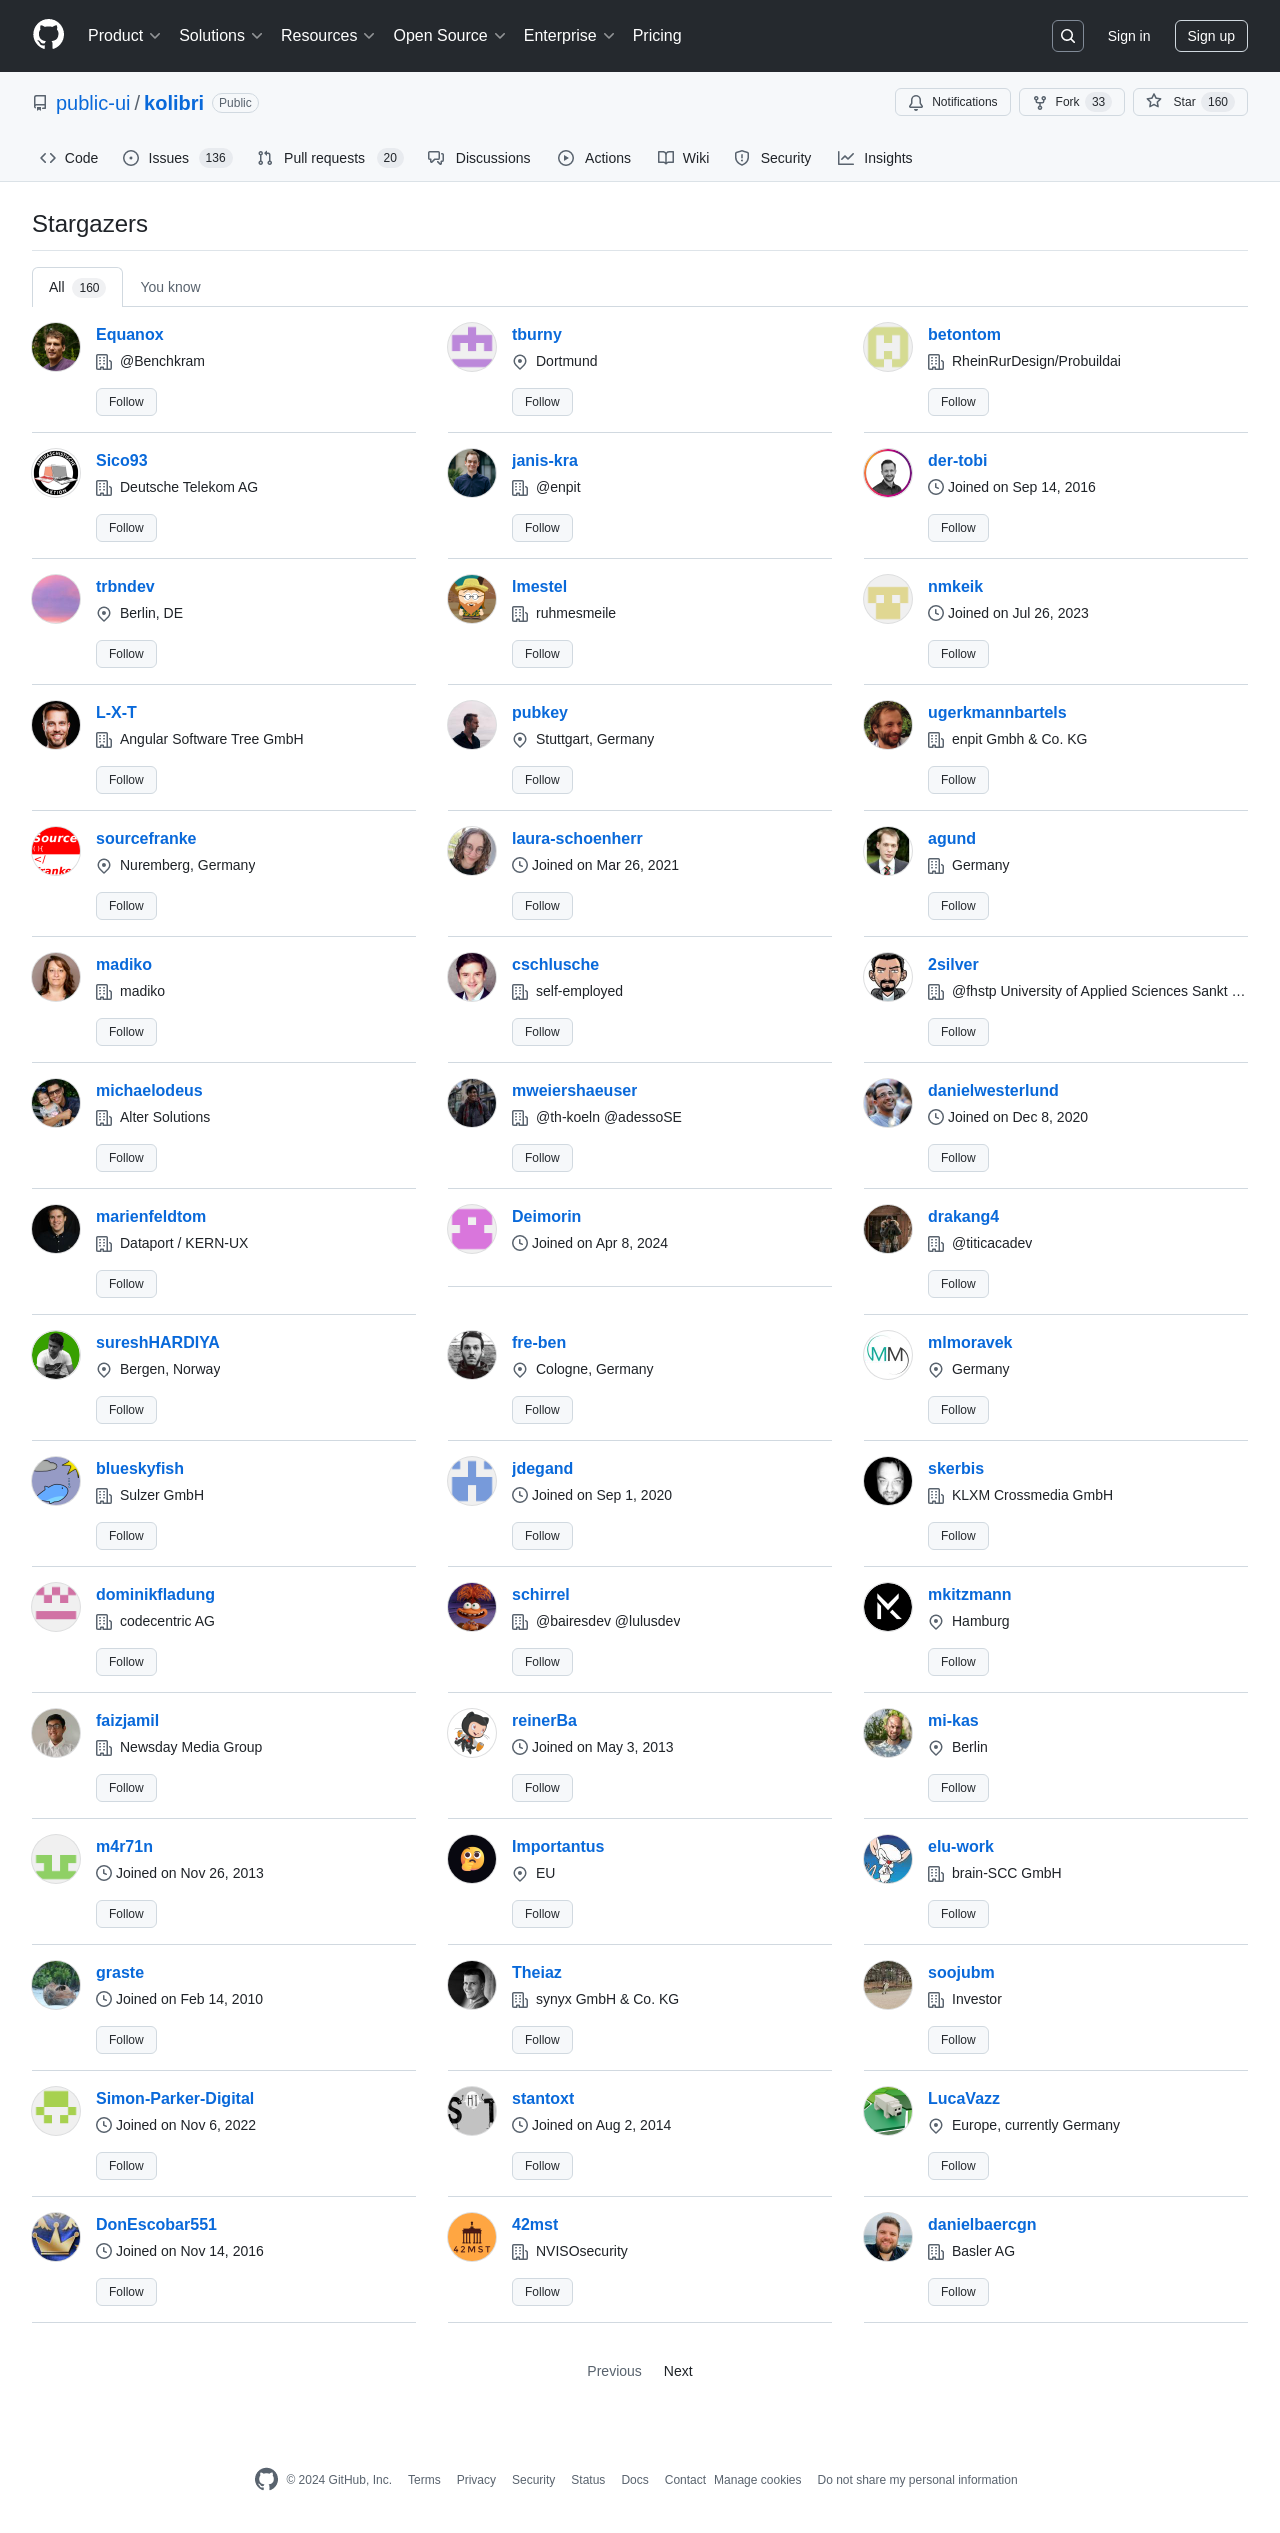 Product Solutions Resources Open Source Enterprise Pricing Sign in Sign up
public-ui / kolibri Public Notifications Fork 33 Star 160
Code Issues 136 Pull requests 20 Discussions Actions Wiki Security Insights
Stargazers
All 160 You know
Equanox tburny betontom
@Benchkram Dortmund RheinRurDesign/Probuildai
Follow Follow Follow
Sico93 janis-kra der-tobi
Deutsche Telekom AG @enpit Joined on Sep 14, 2016
Follow Follow Follow
trbndev lmestel nmkeik
Berlin, DE ruhmesmeile Joined on Jul 26, 2023
Follow Follow Follow
L-X-T pubkey ugerkmannbartels
Angular Software Tree GmbH Stuttgart, Germany enpit Gmbh & Co. KG
Follow Follow Follow
sourcefranke laura-schoenherr agund
Nuremberg, Germany Joined on Mar 26, 2021 Germany
Follow Follow Follow
madiko cschlusche 2silver
madiko self-employed @fhstp University of Applied Sciences Sankt …
Follow Follow Follow
michaelodeus mweiershaeuser danielwesterlund
Alter Solutions @th-koeln @adessoSE Joined on Dec 8, 2020
Follow Follow Follow
marienfeldtom Deimorin drakang4
Dataport / KERN-UX Joined on Apr 8, 2024 @titicacadev
Follow Follow
sureshHARDIYA fre-ben mlmoravek
Bergen, Norway Cologne, Germany Germany
Follow Follow Follow
blueskyfish jdegand skerbis
Sulzer GmbH Joined on Sep 1, 2020 KLXM Crossmedia GmbH
Follow Follow Follow
dominikfladung schirrel mkitzmann
codecentric AG @bairesdev @lulusdev Hamburg
Follow Follow Follow
faizjamil reinerBa mi-kas
Newsday Media Group Joined on May 3, 2013 Berlin
Follow Follow Follow
m4r71n Importantus elu-work
Joined on Nov 26, 2013 EU brain-SCC GmbH
Follow Follow Follow
graste Theiaz soojubm
Joined on Feb 14, 2010 synyx GmbH & Co. KG Investor
Follow Follow Follow
Simon-Parker-Digital stantoxt LucaVazz
Joined on Nov 6, 2022 Joined on Aug 2, 2014 Europe, currently Germany
Follow Follow Follow
DonEscobar551 42mst danielbaercgn
Joined on Nov 14, 2016 NVISOsecurity Basler AG
Follow Follow Follow
Previous Next
© 2024 GitHub, Inc. Terms Privacy Security Status Docs Contact Manage cookies Do not share my personal information